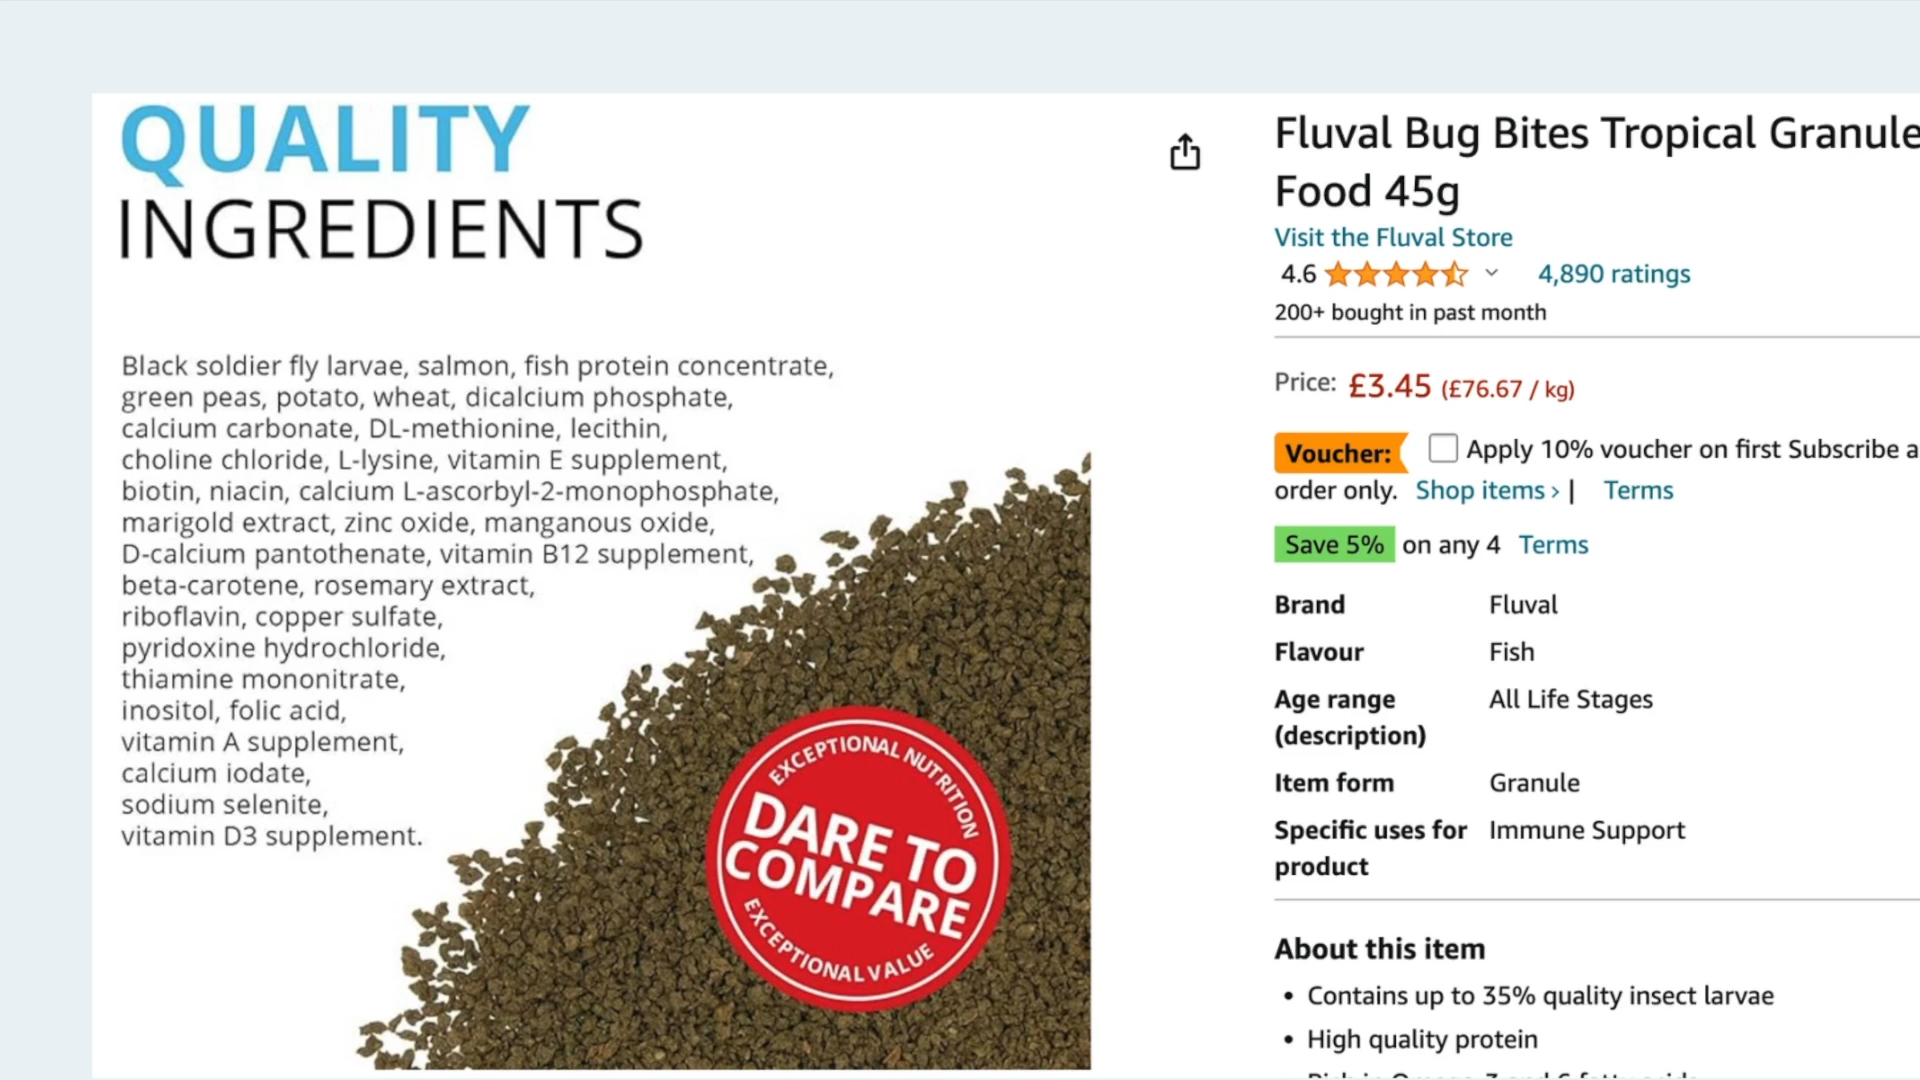 QUALITY
INGREDIENTS
Black soldier fly larvae, salmon, fish protein concentrate,
green peas, potato, wheat, dicalcium phosphate,
calcium carbonate, DL-methionine, lecithin,
choline chloride, L-lysine, vitamin E supplement,
biotin, niacin, calcium L-ascorbyl-2-monophosphate,
marigold extract, zinc oxide, manganous oxide,
D-calcium pantothenate, vitamin B12 supplement,
beta-carotene, rosemary extract,
riboflavin, copper sulfate,
pyridoxine hydrochloride,
thiamine mononitrate,
inositol, folic acid,
vitamin A supplement,
calcium iodate,
sodium selenite,
vitamin D3 supplement.
EXCEPTIONAL NUTRITION
DARE TO
COMPARE
EXCEPTIONAL VALUE
Fluval Bug Bites Tropical Granule
Food 45g
Visit the Fluval Store
4.6 4,890 ratings
200+ bought in past month
Price: £3.45 (£76.67 / kg)
Voucher: Apply 10% voucher on first Subscribe a
order only. Shop items › | Terms
Save 5% on any 4 Terms
Brand Fluval
Flavour Fish
Age range All Life Stages
(description)
Item form Granule
Specific uses for Immune Support
product
About this item
• Contains up to 35% quality insect larvae
• High quality protein